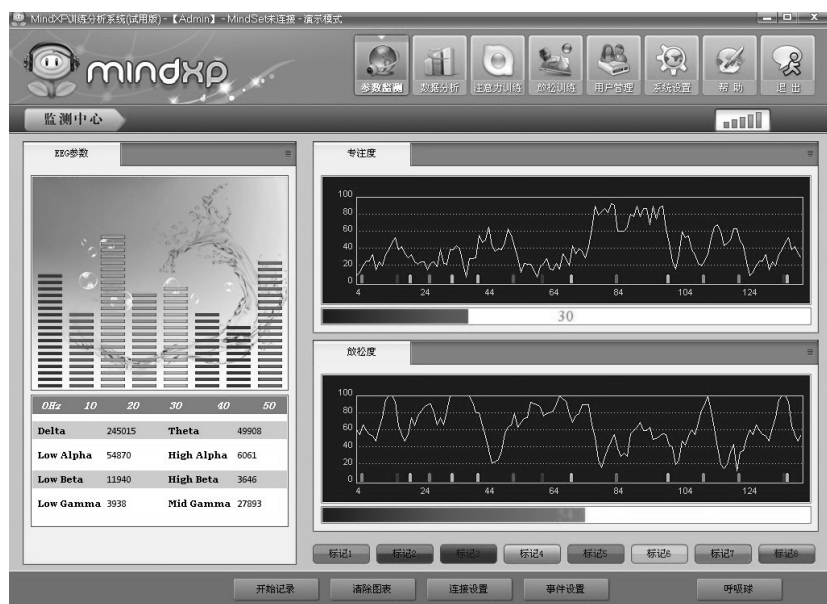 MindXP训练分析系统(试用版) - 【Admin】 - MindSet未连接 - 演示模式
mindxp
参数监测 数据分析 注意力训练 放松训练 用户管理 系统设置 帮助 退出
监测中心
EEG参数
0Hz 10 20 30 40 50
Delta 245015 Theta 49908
Low Alpha 54870 High Alpha 6061
Low Beta 11940 High Beta 3646
Low Gamma 3938 Mid Gamma 27893
专注度
100
80
60
40
20
0
4 24 44 64 84 104 124
30
放松度
100
80
60
40
20
0
4 24 44 64 84 104 124
标记1 标记2 标记3 标记4 标记5 标记6 标记7 标记8
开始记录 清除图表 连接设置 事件设置 呼吸球